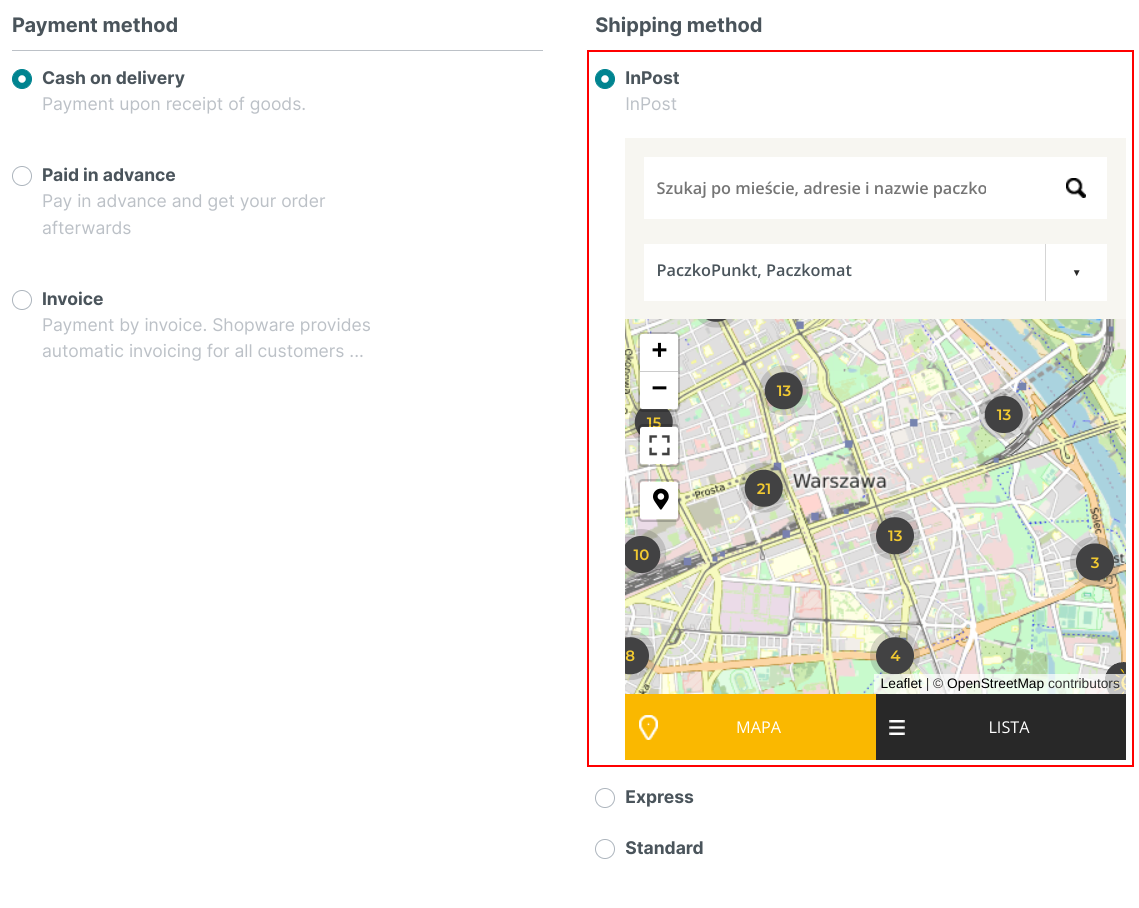 Payment method
Cash on delivery
Payment upon receipt of goods.
Paid in advance
Pay in advance and get your order
afterwards
Invoice
Payment by invoice. Shopware provides
automatic invoicing for all customers ...
Shipping method
InPost
InPost
Szukaj po mieście, adresie i nazwie paczko
PaczkoPunkt, Paczkomat
+
−
13
13
15
21
Warszawa
Prosta
Solec
13
10
3
8
4
Leaflet | © OpenStreetMap contributors
MAPA
LISTA
Express
Standard